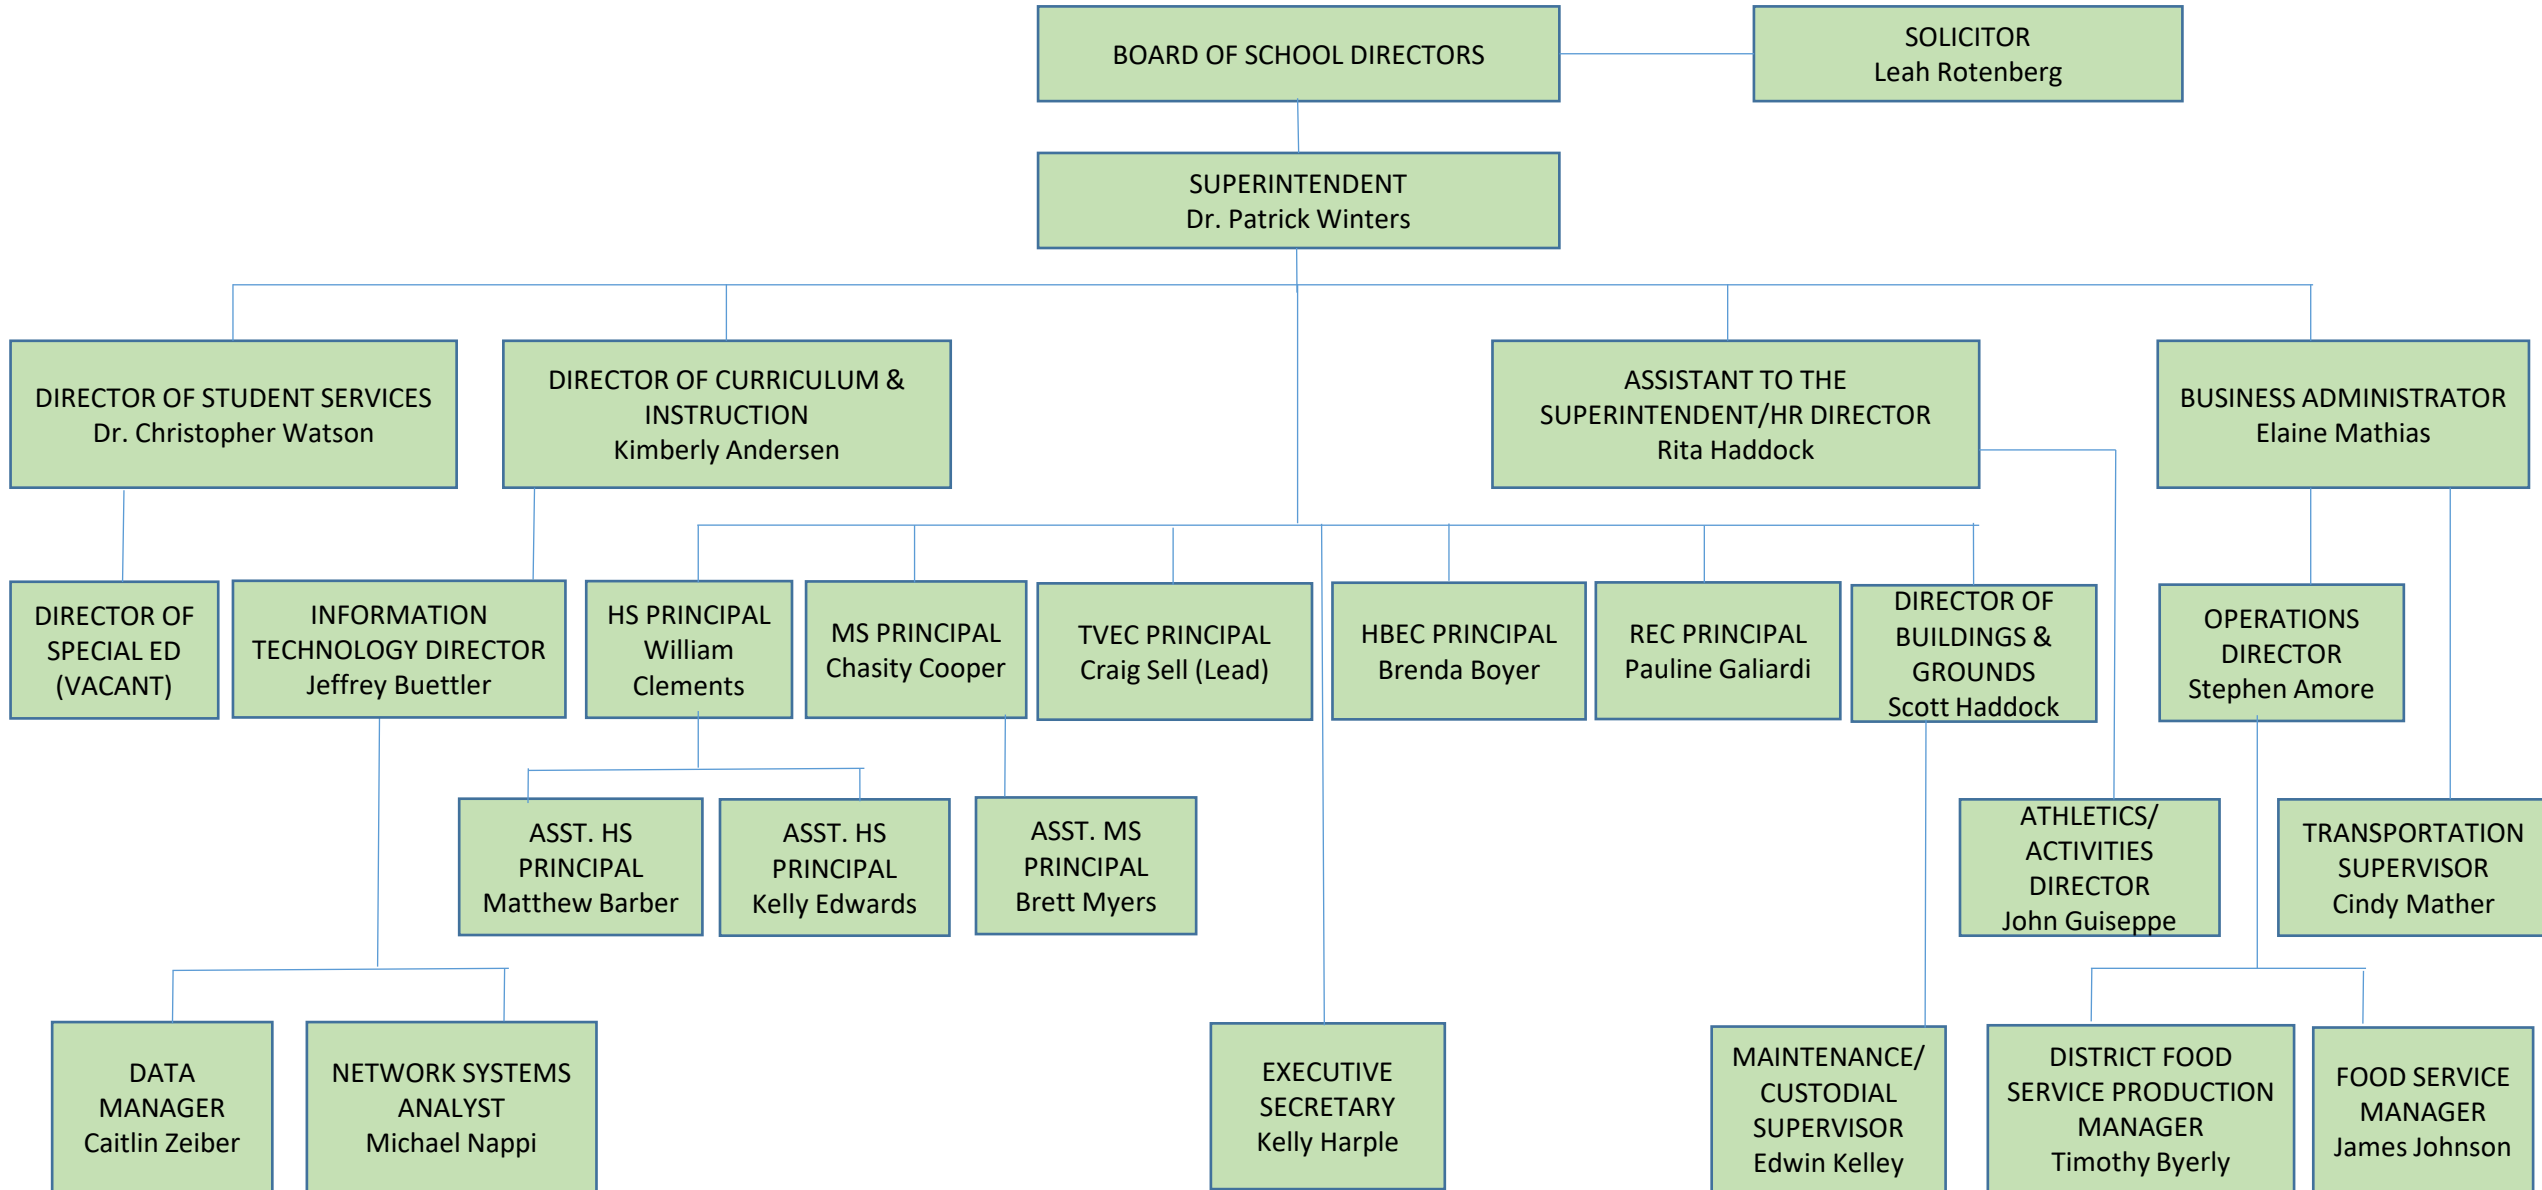 BOARD OF SCHOOL DIRECTORS
SOLICITOR
Leah Rotenberg
SUPERINTENDENT
Dr. Patrick Winters
DIRECTOR OF STUDENT SERVICES
Dr. Christopher Watson
DIRECTOR OF CURRICULUM &
INSTRUCTION
Kimberly Andersen
ASSISTANT TO THE
SUPERINTENDENT/HR DIRECTOR
Rita Haddock
BUSINESS ADMINISTRATOR
Elaine Mathias
DIRECTOR OF
SPECIAL ED
(VACANT)
INFORMATION
TECHNOLOGY DIRECTOR
Jeffrey Buettler
HS PRINCIPAL
William
Clements
MS PRINCIPAL
Chasity Cooper
TVEC PRINCIPAL
Craig Sell (Lead)
HBEC PRINCIPAL
Brenda Boyer
REC PRINCIPAL
Pauline Galiardi
DIRECTOR OF
BUILDINGS &
GROUNDS
Scott Haddock
OPERATIONS
DIRECTOR
Stephen Amore
ASST. HS
PRINCIPAL
Matthew Barber
ASST. HS
PRINCIPAL
Kelly Edwards
ASST. MS
PRINCIPAL
Brett Myers
ATHLETICS/
ACTIVITIES
DIRECTOR
John Guiseppe
TRANSPORTATION
SUPERVISOR
Cindy Mather
DATA
MANAGER
Caitlin Zeiber
NETWORK SYSTEMS
ANALYST
Michael Nappi
EXECUTIVE
SECRETARY
Kelly Harple
MAINTENANCE/
CUSTODIAL
SUPERVISOR
Edwin Kelley
DISTRICT FOOD
SERVICE PRODUCTION
MANAGER
Timothy Byerly
FOOD SERVICE
MANAGER
James Johnson